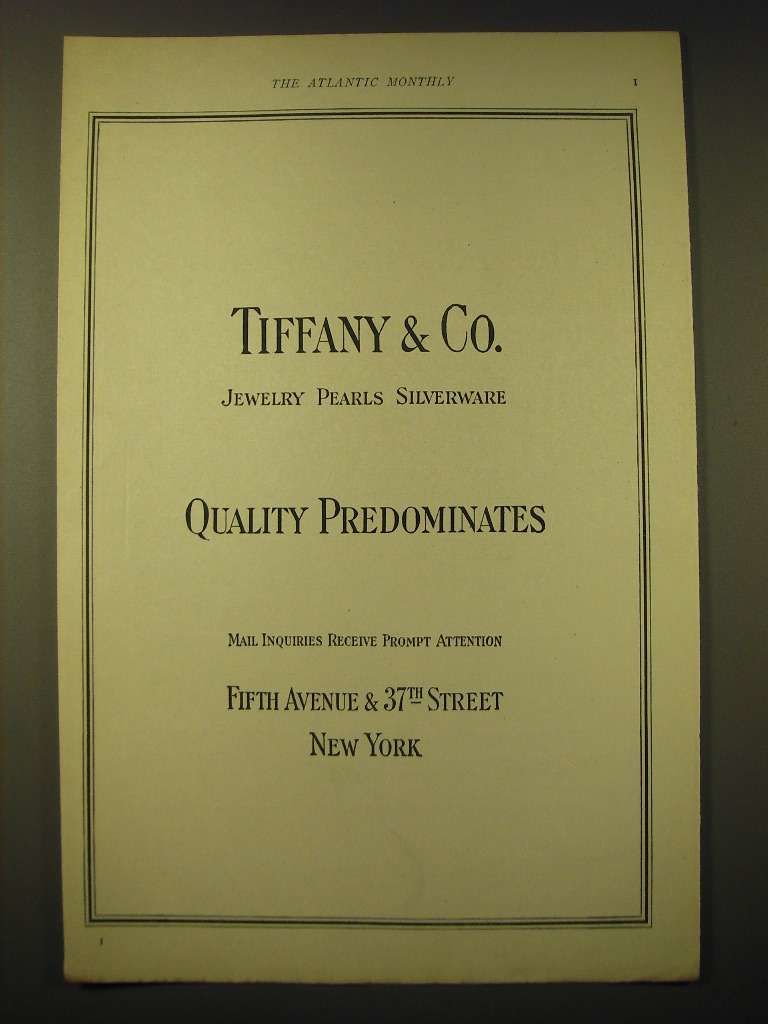 THE ATLANTIC MONTHLY 1
TIFFANY & CO.
JEWELRY PEARLS SILVERWARE
QUALITY PREDOMINATES
MAIL INQUIRIES RECEIVE PROMPT ATTENTION
FIFTH AVENUE & 37TH STREET
NEW YORK